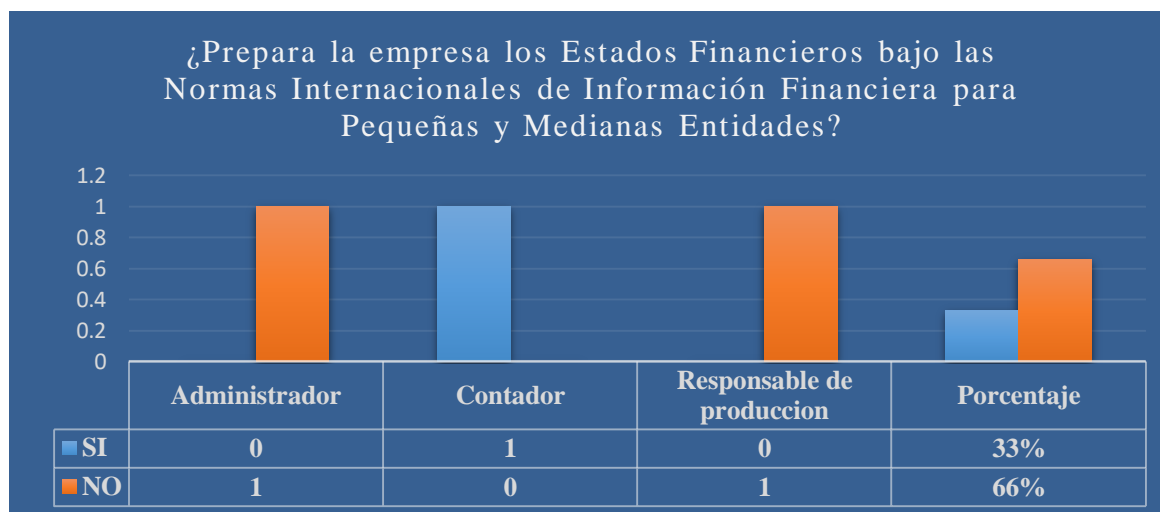 ¿Prepara la empresa los Estados Financieros bajo las
Normas Internacionales de Información Financiera para
Pequeñas y Medianas Entidades?
1.2
1
0.8
0.6
0.4
0.2
0
Administrador Contador Responsable de produccion Porcentaje
SI 0 1 0 33%
NO 1 0 1 66%